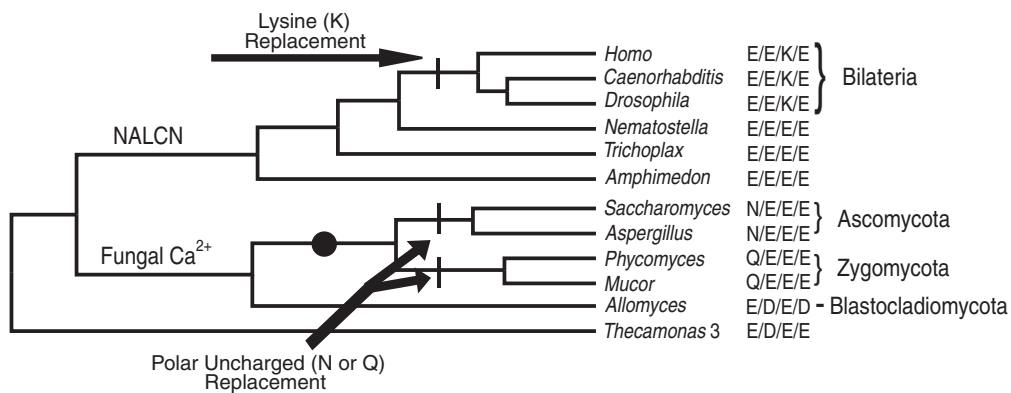 Lysine (K)
Replacement
Homo E/E/K/E
Caenorhabditis E/E/K/E
Drosophila E/E/K/E
} Bilateria
NALCN
Nematostella E/E/E/E
Trichoplax E/E/E/E
Amphimedon E/E/E/E
Saccharomyces N/E/E/E
Aspergillus N/E/E/E
} Ascomycota
Fungal Ca²⁺
Phycomyces Q/E/E/E
Mucor Q/E/E/E
} Zygomycota
Allomyces E/D/E/D - Blastocladiomycota
Thecamonas 3 E/D/E/E
Polar Uncharged (N or Q)
Replacement